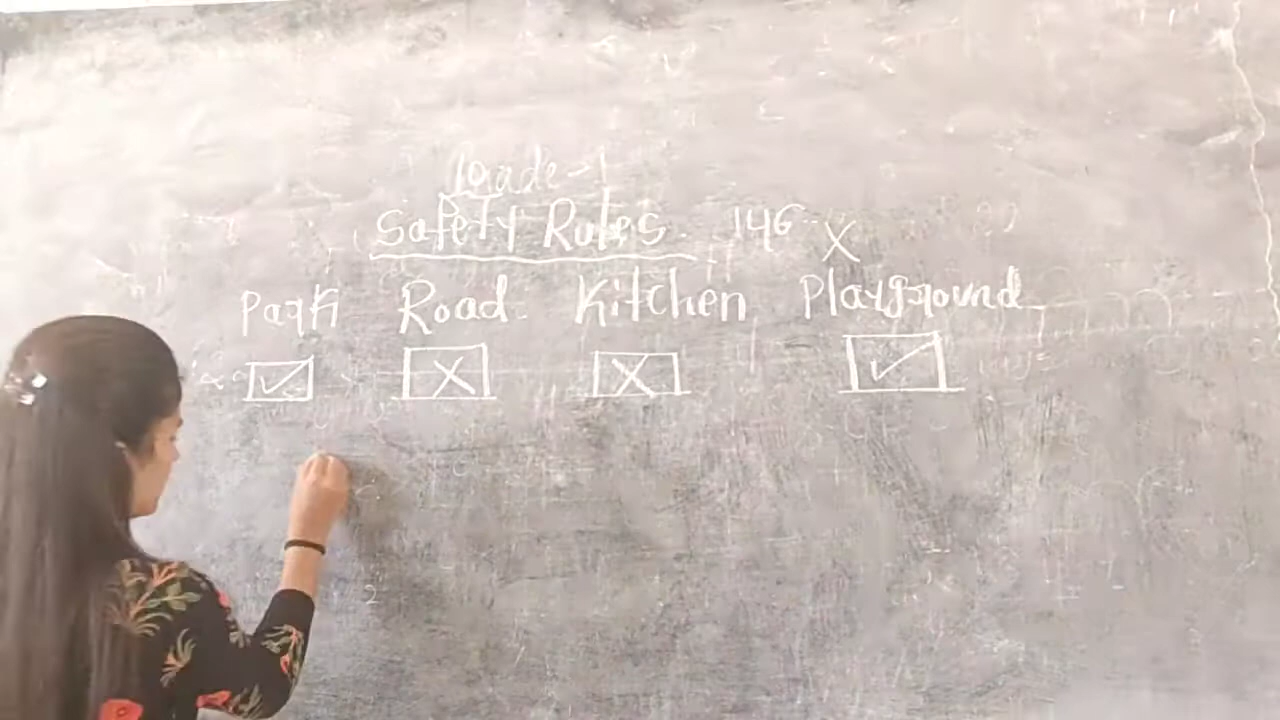 Grade-1
Safety Rules. 146 X
Park Road Kitchen Playground
✓ X X ✓